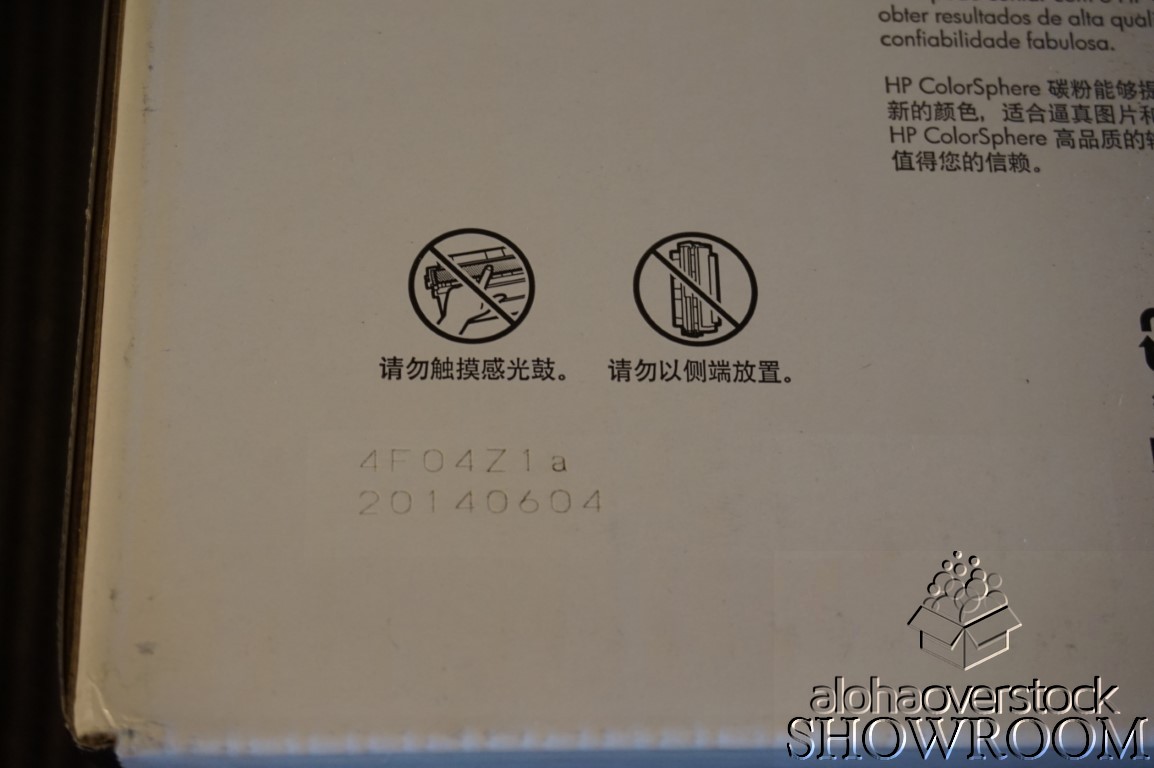 obter resultados de alta
confiabilidade fabulosa.
HP ColorSphere 碳粉能够
新的颜色，适合逼真图片和
HP ColorSphere 高品质的
值得您的信赖。
请勿触摸感光鼓。
请勿以侧端放置。
4F04Z1a
20140604
alohaoverstock
SHOWROOM